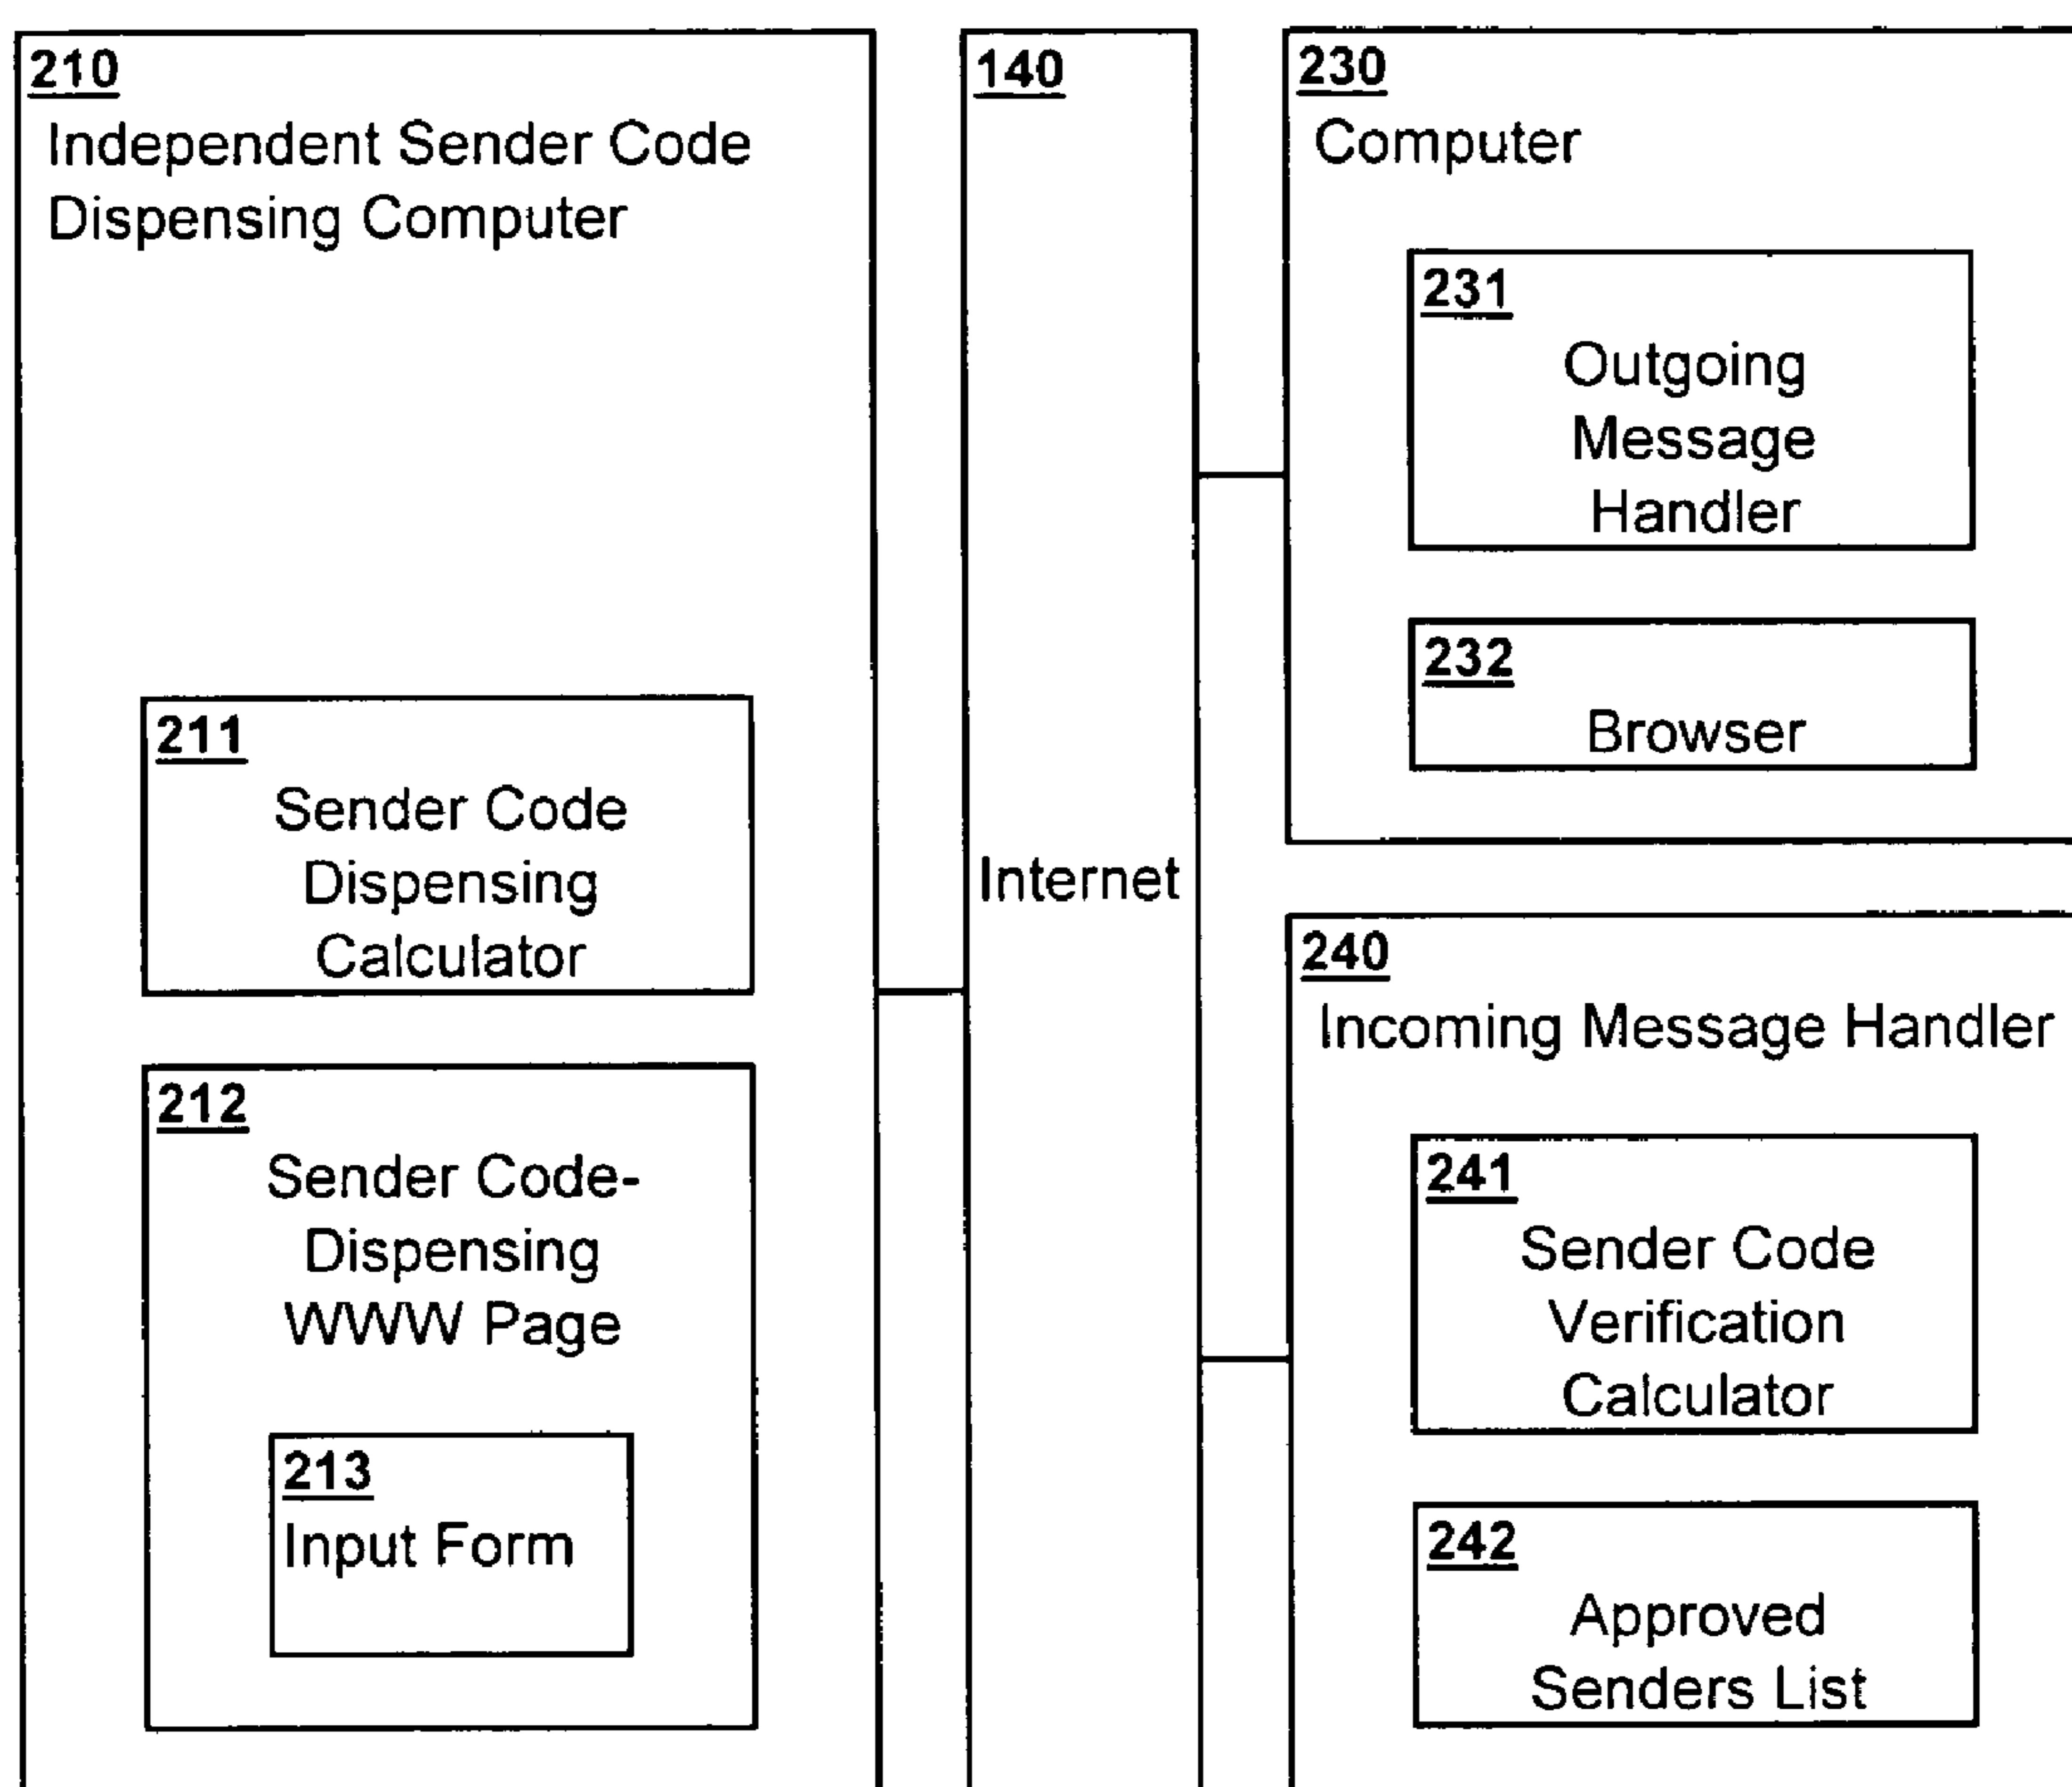 210
Independent Sender Code
Dispensing Computer
211
Sender Code
Dispensing
Calculator
212
Sender Code-
Dispensing
WWW Page
213
Input Form
140
Internet
230
Computer
231
Outgoing
Message
Handler
232
Browser
240
Incoming Message Handler
241
Sender Code
Verification
Calculator
242
Approved
Senders List